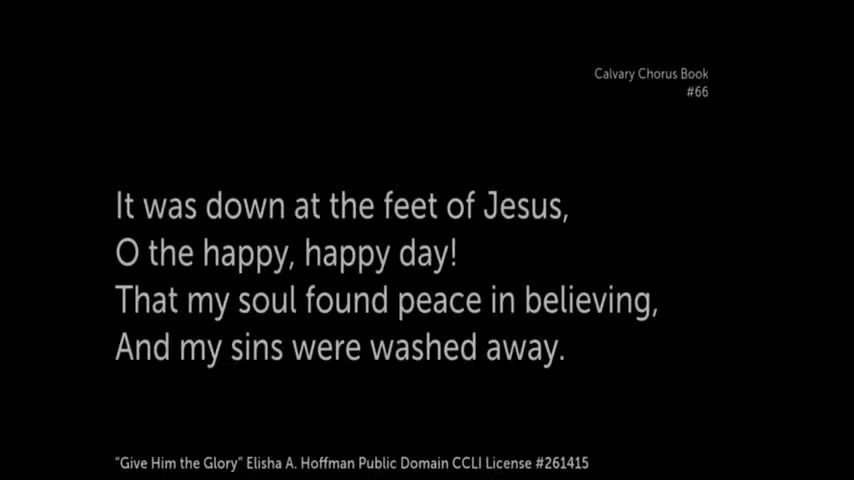 Calvary Chorus Book
#66
It was down at the feet of Jesus,
O the happy, happy day!
That my soul found peace in believing,
And my sins were washed away.
"Give Him the Glory" Elisha A. Hoffman Public Domain CCLI License #261415